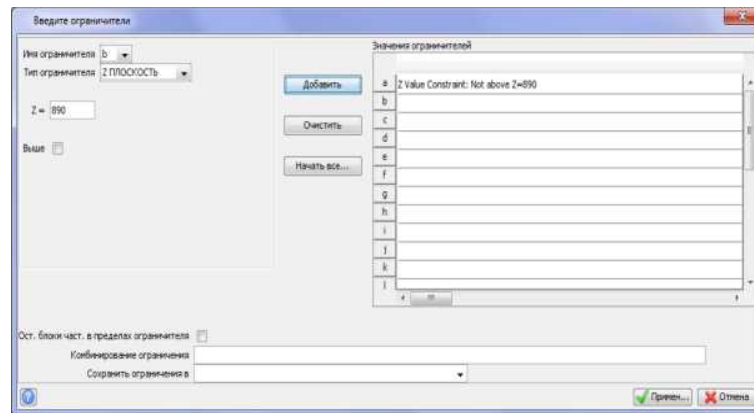 Введите ограничители
Имя ограничителя b
Тип ограничителя Z ПЛОСКОСТЬ
Z = 890
Выше
Добавить
Очистить
Начать все...
Значения ограничителей
a Z Value Constraint: Not above Z=890
b
c
d
e
f
g
h
i
j
k
l
Ост. блоки част. в пределах ограничителя
Комбинирование ограничения
Сохранить ограничения в
Примен... Отмена